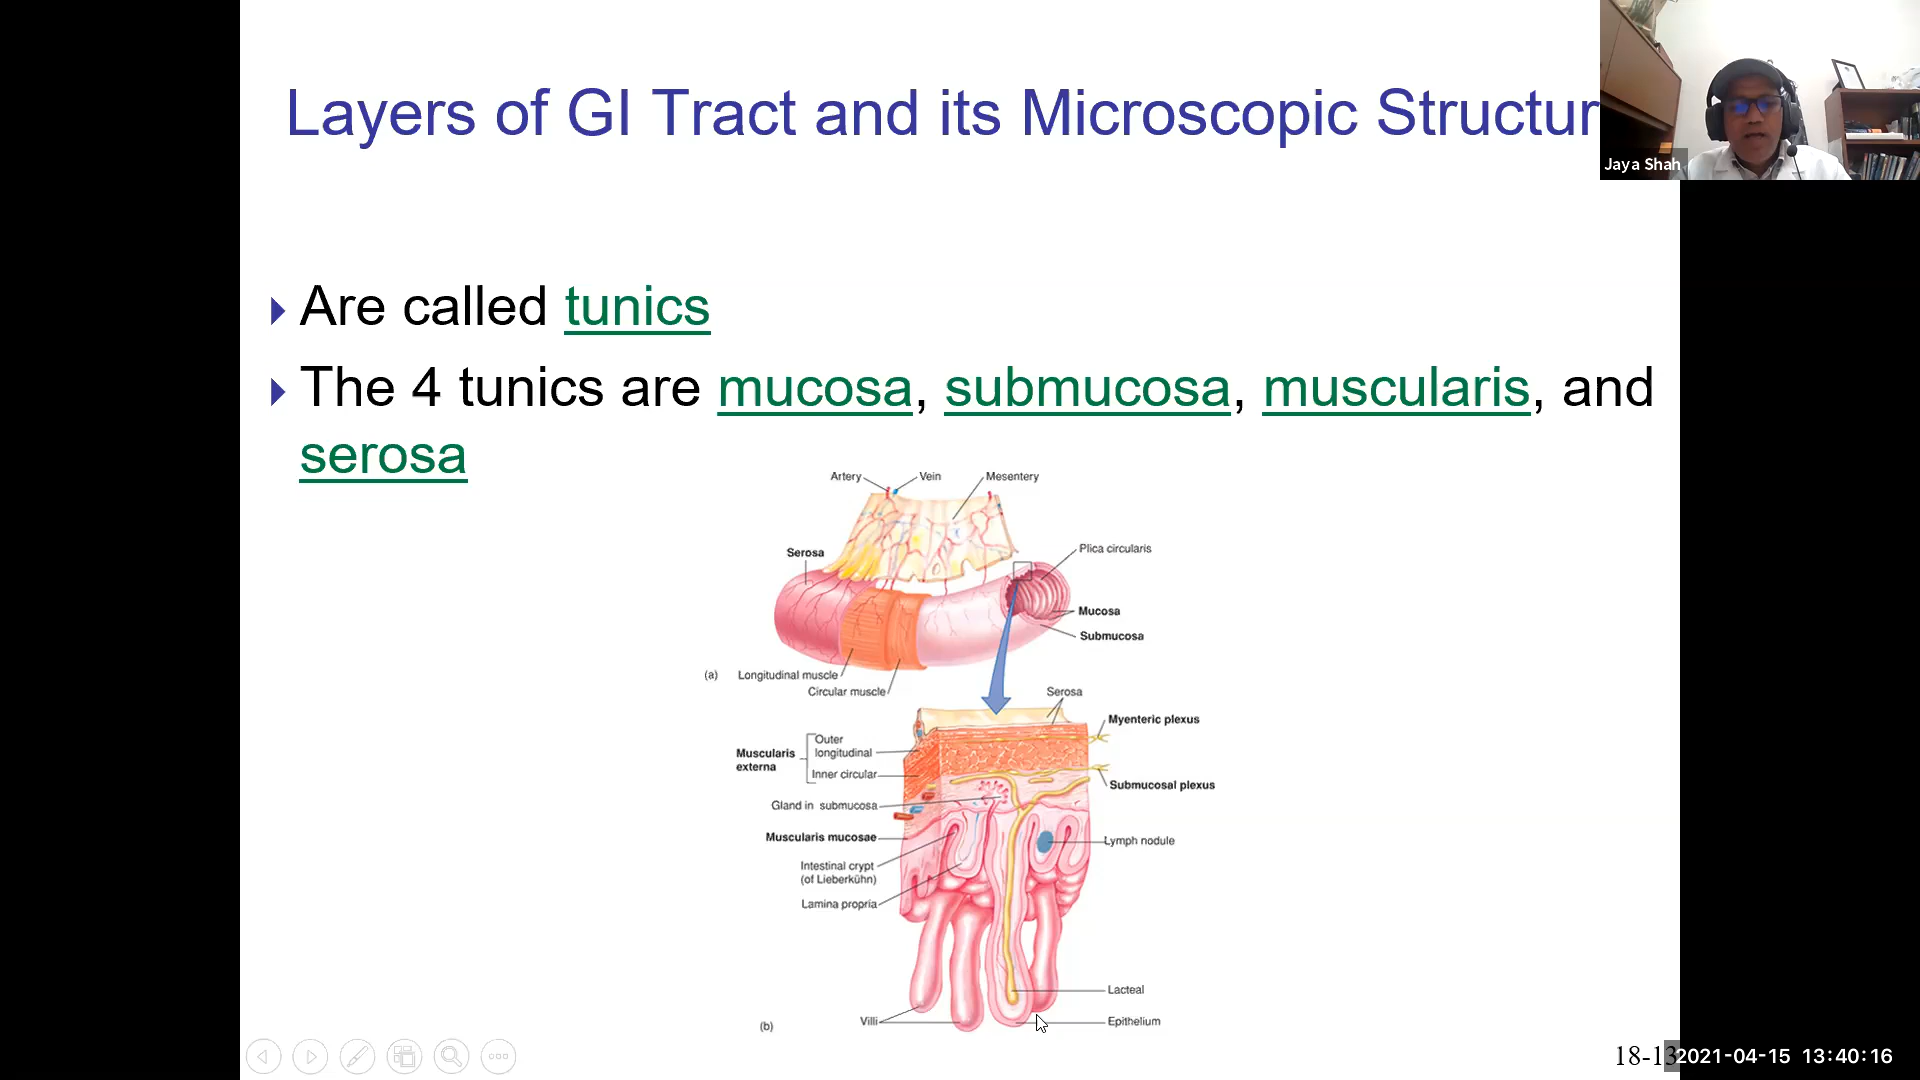 Layers of GI Tract and its Microscopic Structur
Jaya Shah
Are called tunics
The 4 tunics are mucosa, submucosa, muscularis, and
serosa
Artery
Vein
Mesentery
Serosa
Plica circularis
Mucosa
Submucosa
(a)
Longitudinal muscle
Circular muscle
Serosa
Myenteric plexus
Muscularis
externa
Outer
longitudinal
Inner circular
Submucosal plexus
Gland in submucosa
Muscularis mucosae
Lymph nodule
Intestinal crypt
(of Lieberkühn)
Lamina propria
Lacteal
Villi
Epithelium
(b)
18-13
2021-04-15 13:40:16